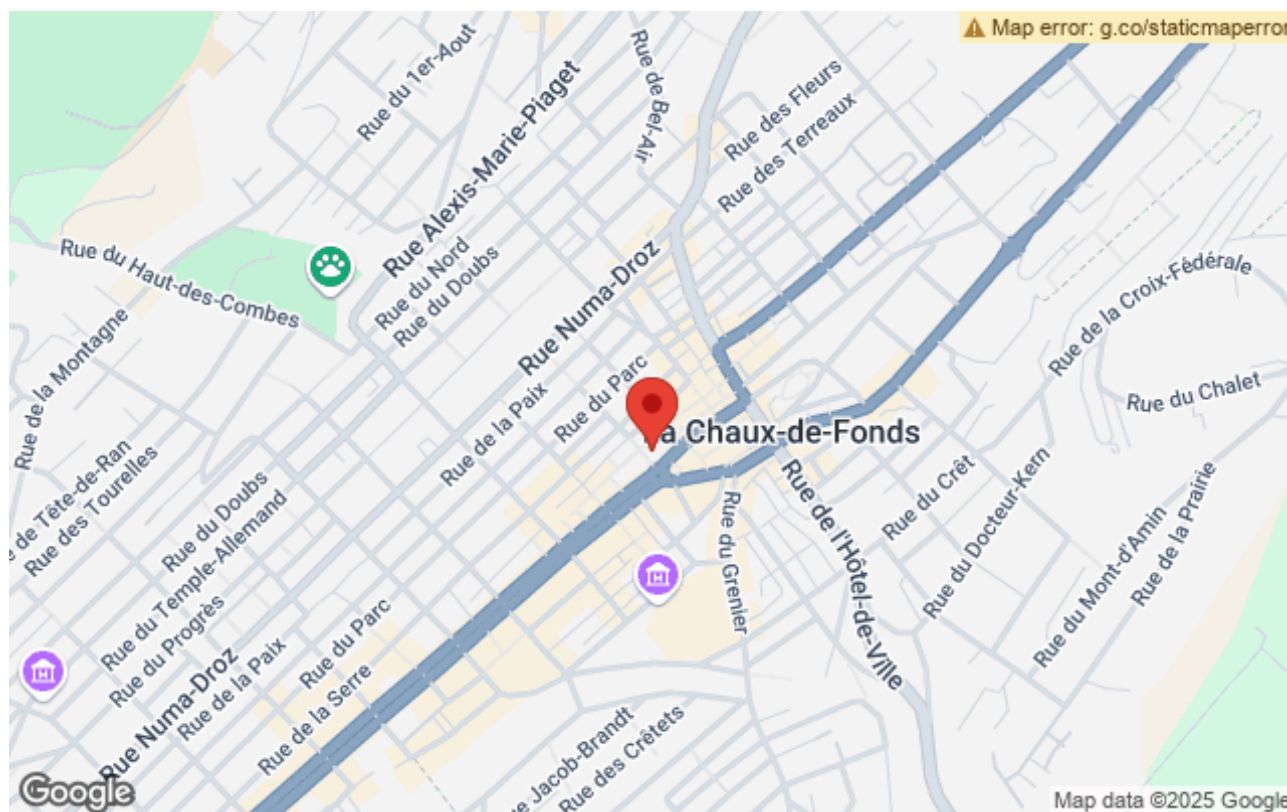 Map error: g.co/staticmaperror
Rue du 1er-Aout
Rue Alexis-Marie-Piaget
Rue de Bel-Air
Rue des Fleurs
Rue des Terreaux
Rue du Haut-des-Combes
Rue du Nord
Rue du Doubs
Rue Numa-Droz
Rue de la Croix-Fédérale
Rue de la Montagne
Rue de la Paix
Rue du Parc
Rue du Chalet
a Chaux-de-Fonds
e de Tête-de-Ran
Rue des Tourelles
Rue du Doubs
Rue du Temple-Allemand
Rue du Progrès
Rue Numa-Droz
Rue de la Paix
Rue du Parc
Rue de la Serre
Rue du Grenier
Rue de l'Hôtel-de-Ville
Rue du Crêt
Rue du Docteur-Kern
Rue du Mont-d'Amin
Rue de la Prairie
ue Jacob-Brandt
Rue des Crêtets
Google
Map data ©2025 Google